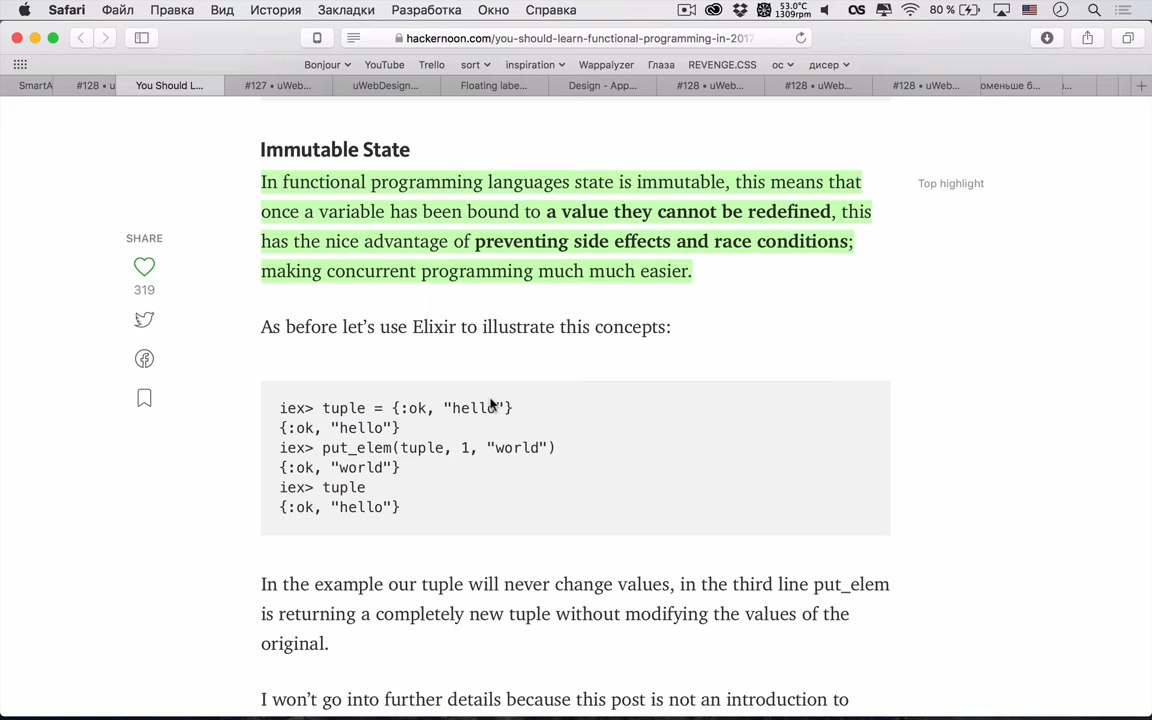 Safari Файл Правка Вид История Закладки Разработка Окно Справка 53.0°C 1309rpm 80 %
hackernoon.com/you-should-learn-functional-programming-in-2017
Bonjour YouTube Trello sort inspiration Wappalyzer Глаза REVENGE.CSS ос дисер
SmartA #128 • u You Should L... #127 • uWeb... uWebDesign... Floating labe... Design - App... #128 • uWeb... #128 • uWeb... #128 • uWeb... оменьше б...
Immutable State
In functional programming languages state is immutable, this means that
Top highlight
once a variable has been bound to a value they cannot be redefined, this
has the nice advantage of preventing side effects and race conditions;
making concurrent programming much much easier.
SHARE
319
As before let’s use Elixir to illustrate this concepts:
iex> tuple = {:ok, "hello"}
{:ok, "hello"}
iex> put_elem(tuple, 1, "world")
{:ok, "world"}
iex> tuple
{:ok, "hello"}
In the example our tuple will never change values, in the third line put_elem
is returning a completely new tuple without modifying the values of the
original.
I won’t go into further details because this post is not an introduction to